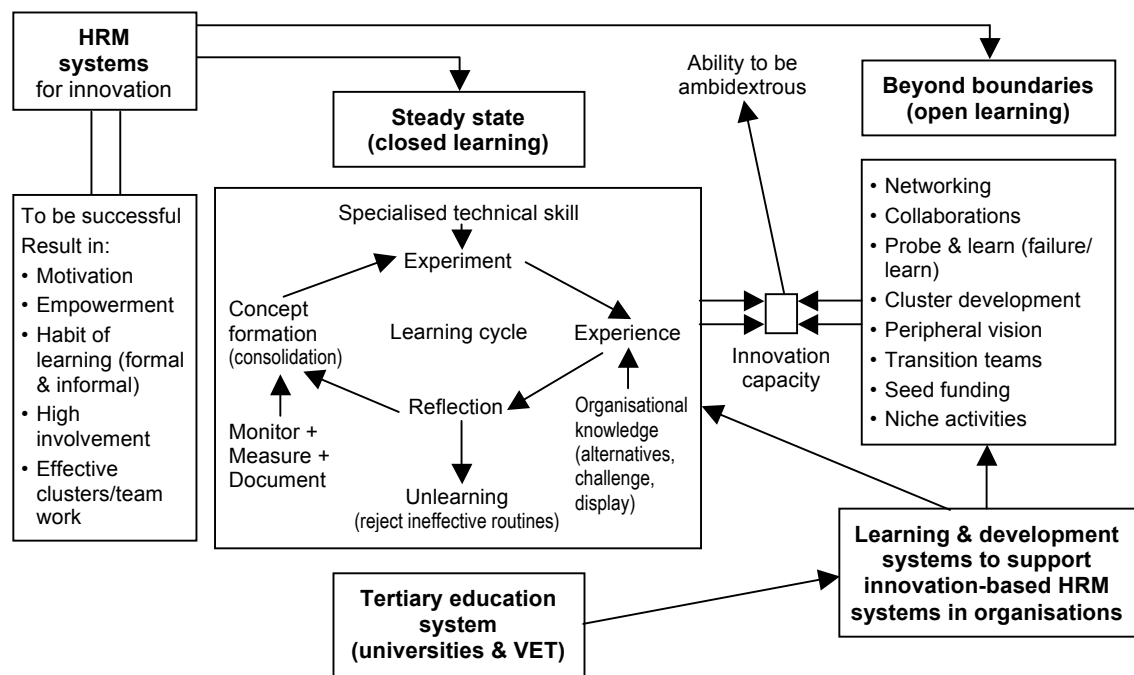 HRM
systems
for innovation
Steady state
(closed learning)
Ability to be
ambidextrous
Beyond boundaries
(open learning)
To be successful
Result in:
• Motivation
• Empowerment
• Habit of
learning (formal
& informal)
• High
involvement
• Effective
clusters/team
work
Specialised technical skill
Experiment
Concept
formation
(consolidation)
Learning cycle
Experience
Reflection
Monitor +
Measure +
Document
Unlearning
(reject ineffective routines)
Organisational
knowledge
(alternatives,
challenge,
display)
Innovation
capacity
• Networking
• Collaborations
• Probe & learn (failure/
learn)
• Cluster development
• Peripheral vision
• Transition teams
• Seed funding
• Niche activities
Tertiary education
system
(universities & VET)
Learning & development
systems to support
innovation-based HRM
systems in organisations